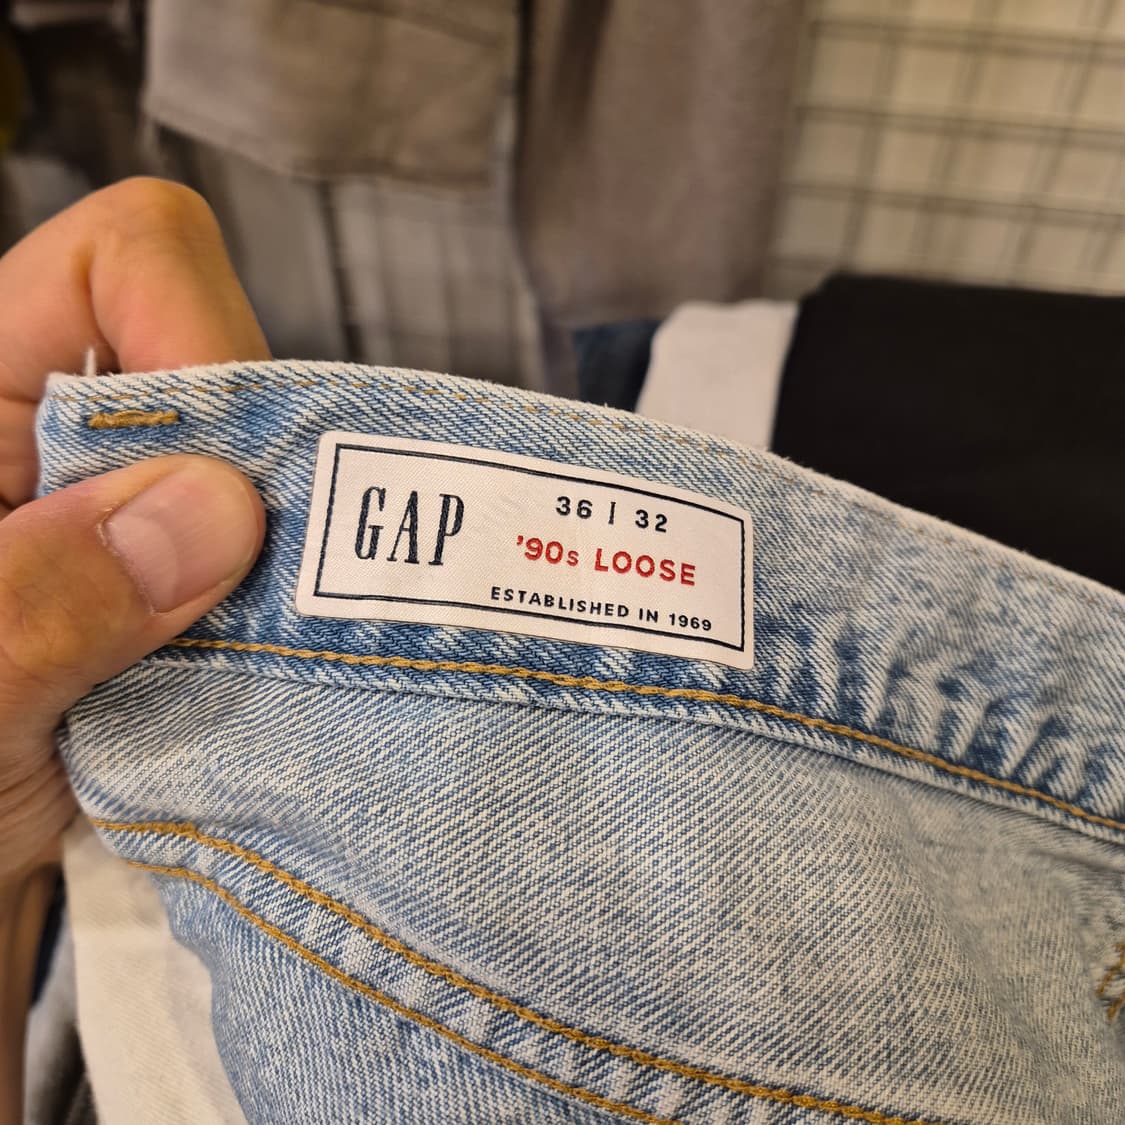 GAP
36 | 32
'90s LOOSE
ESTABLISHED IN 1969